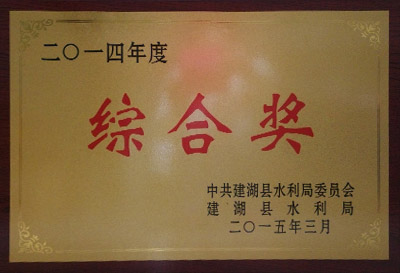 二〇一四年度
综合奖
中共建湖县水利局委员会
建湖县水利局
二〇一五年三月